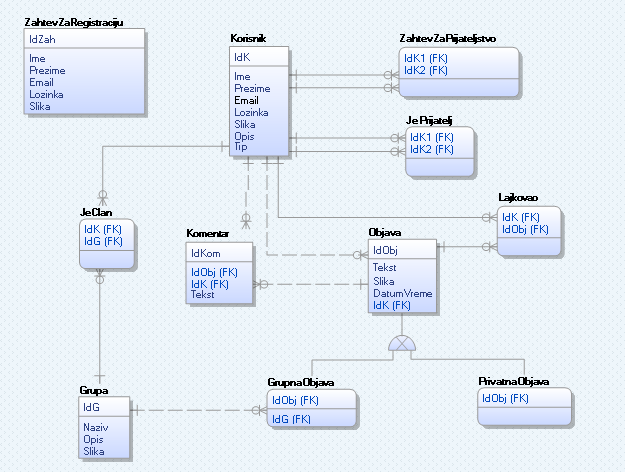 ZahtevZaRegistraciju
IdZah
Ime
Prezime
Email
Lozinka
Slika
Korisnik
IdK
Ime
Prezime
Email
Lozinka
Slika
Opis
Tip
ZahtevZaPrijateljstvo
IdK1 (FK)
IdK2 (FK)
JePrijatelj
IdK1 (FK)
IdK2 (FK)
JeClan
IdK (FK)
IdG (FK)
Komentar
IdKom
IdObj (FK)
IdK (FK)
Tekst
Objava
IdObj
Tekst
Slika
DatumVreme
IdK (FK)
Lajkovao
IdK (FK)
IdObj (FK)
Grupa
IdG
Naziv
Opis
Slika
GrupnaObjava
IdObj (FK)
IdG (FK)
PrivatnaObjava
IdObj (FK)